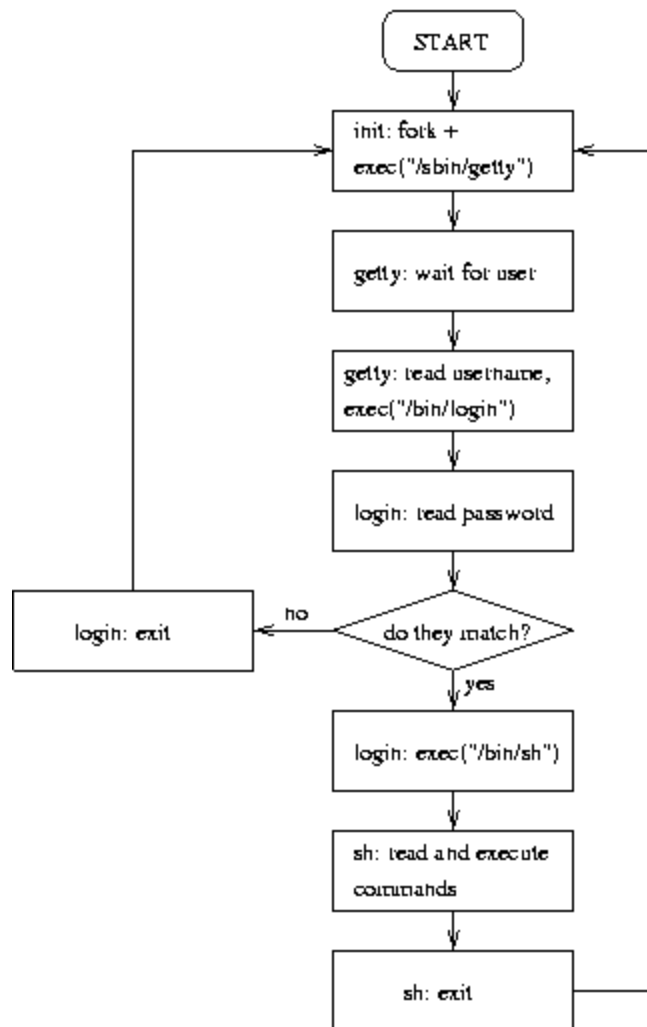 START
init: fork +
exec("/sbin/getty")
getty: wait for user
getty: read username,
exec("/bin/login")
login: read password
do they match?
no
login: exit
yes
login: exec("/bin/sh")
sh: read and execute
commands
sh: exit